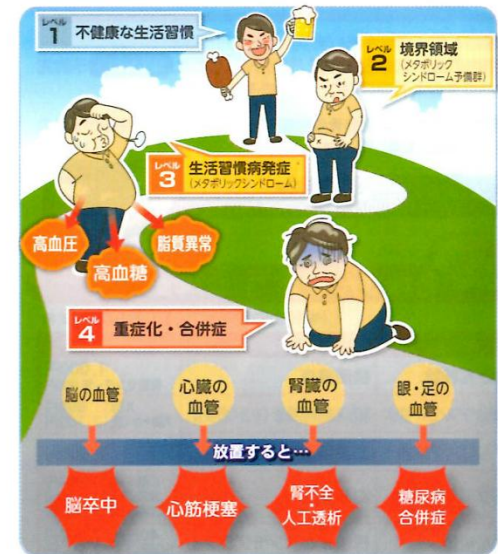 レベル1 不健康な生活習慣
レベル2 境界領域
(メタボリック
シンドローム予備群)
レベル3 生活習慣病発症
(メタボリックシンドローム)
高血圧
高血糖
脂質異常
レベル4 重症化・合併症
脳の血管
心臓の
血管
腎臓の
血管
眼・足の
血管
放置すると…
脳卒中
心筋梗塞
腎不全
・
人工透析
糖尿病
合併症